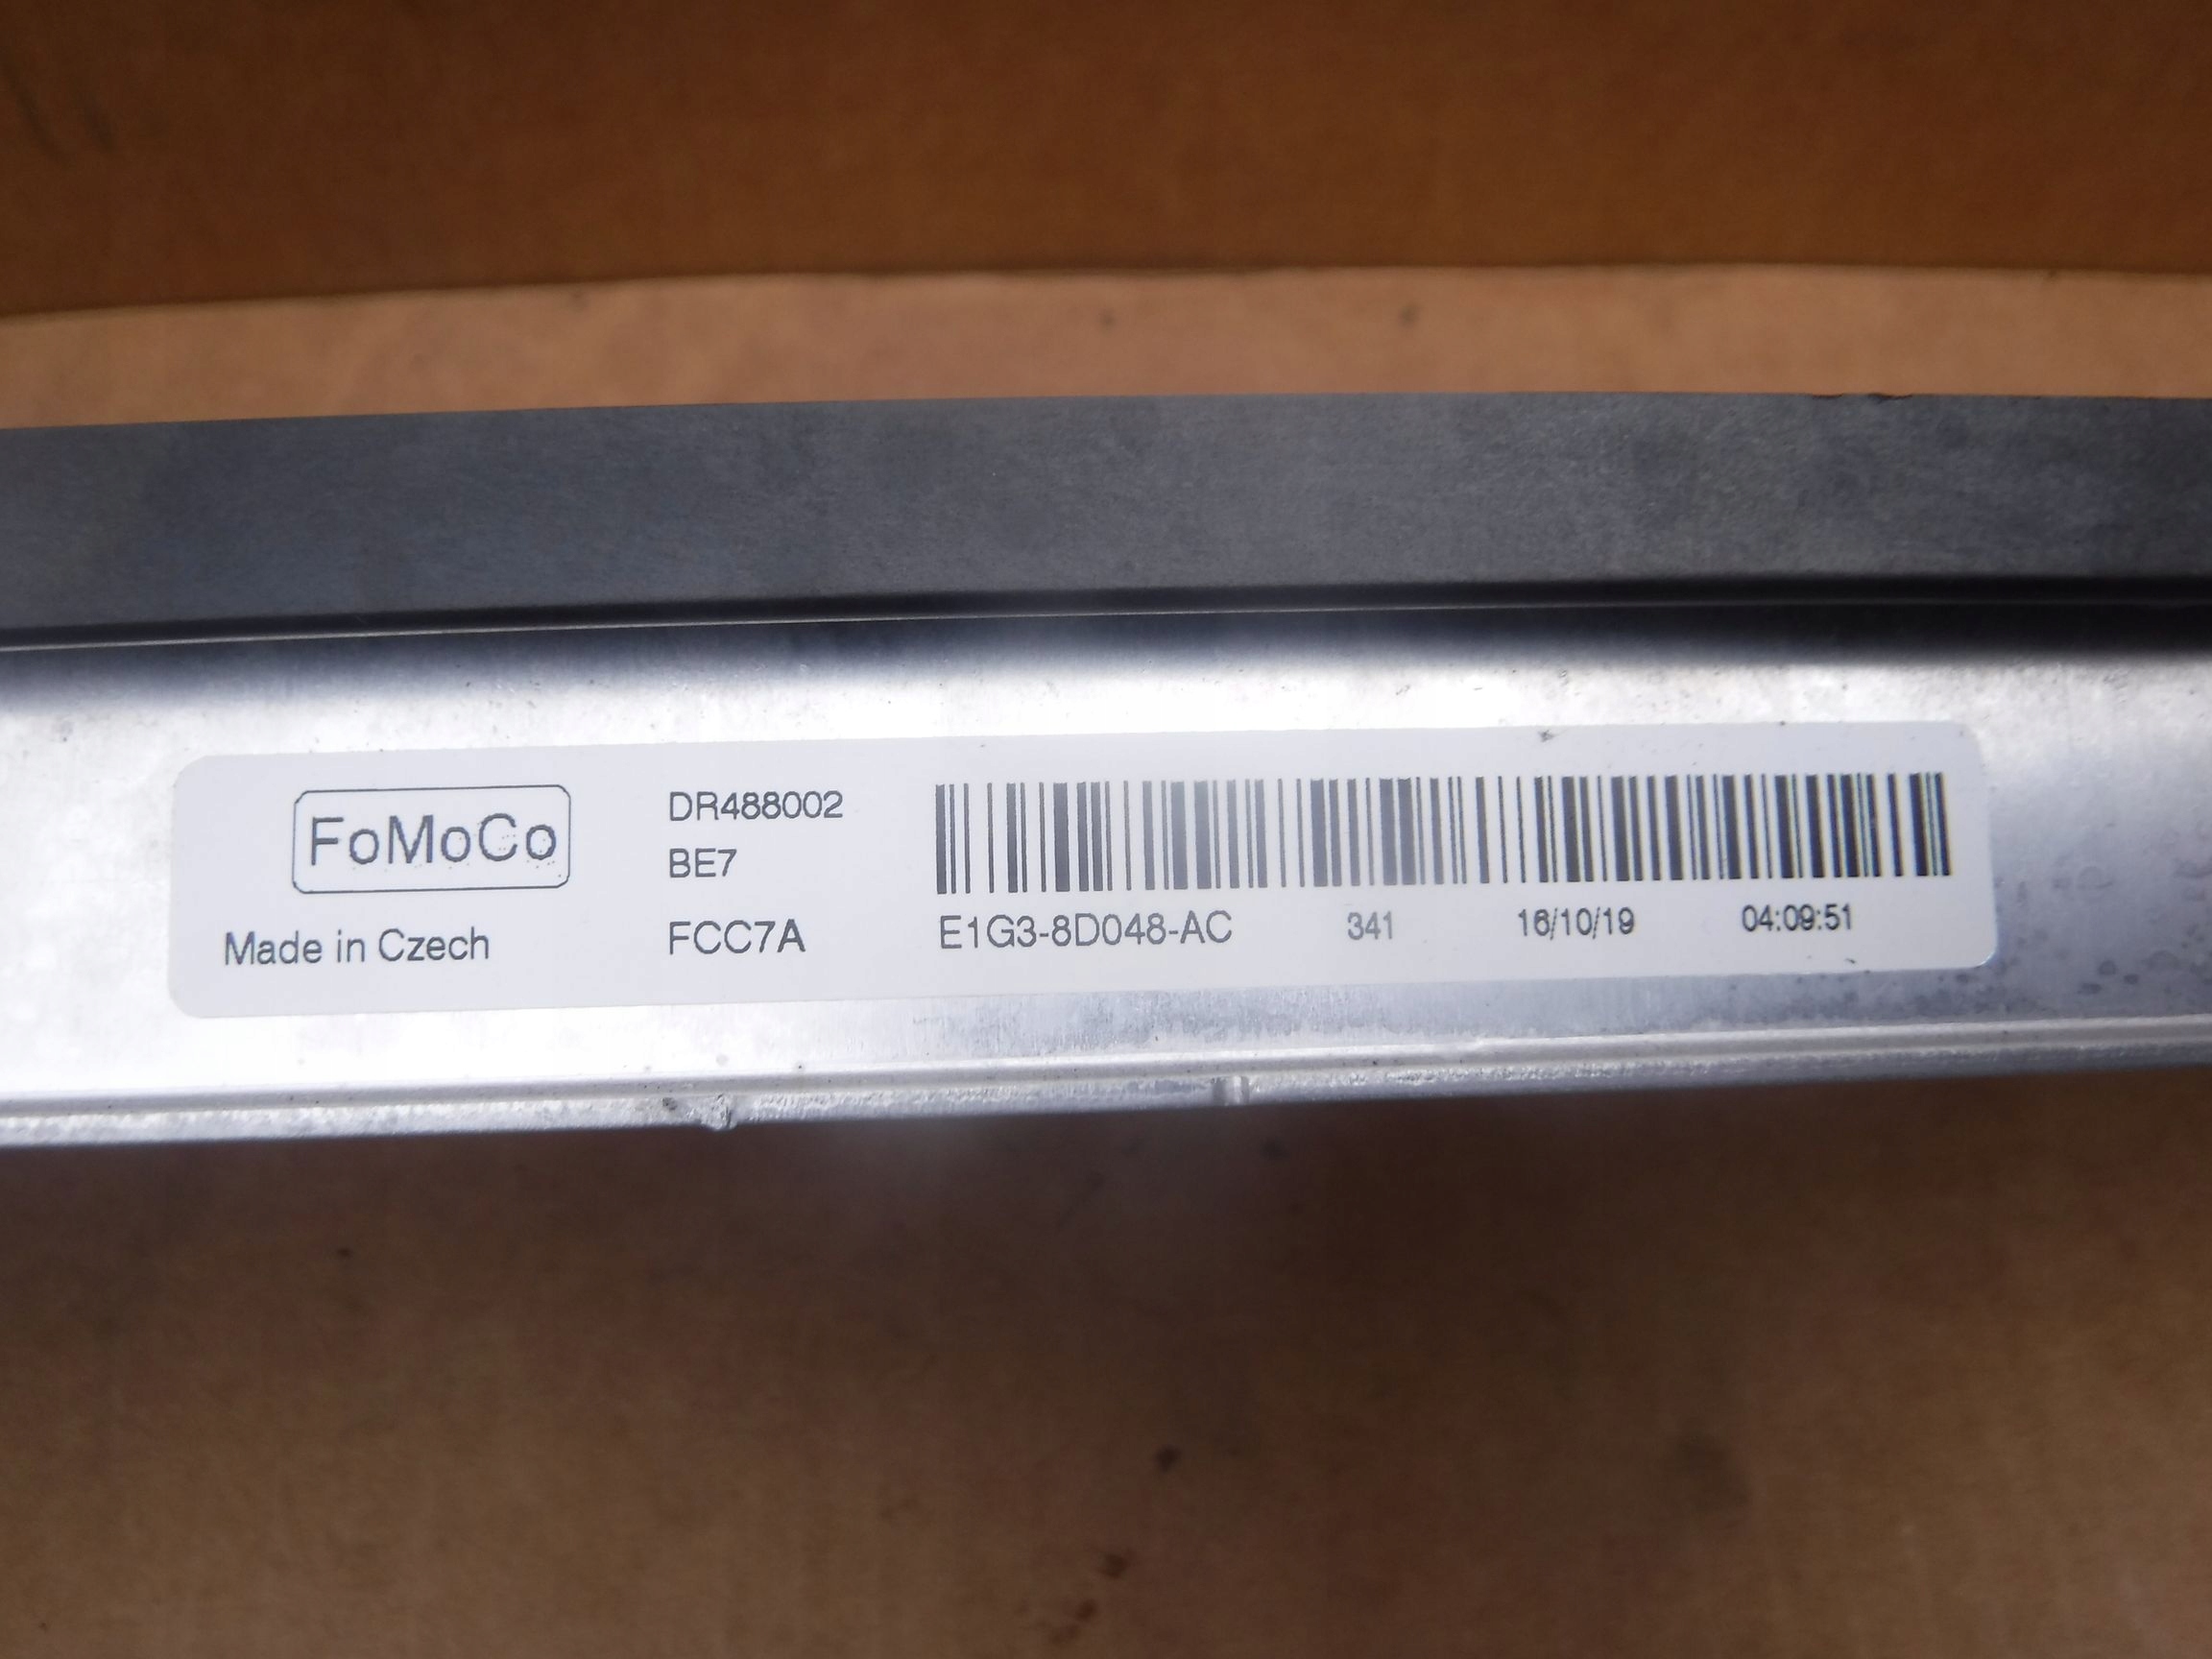 FoMoCo
Made in Czech
DR488002
BE7
FCC7A
E1G3-8D048-AC 341 16/10/19 04:09:51